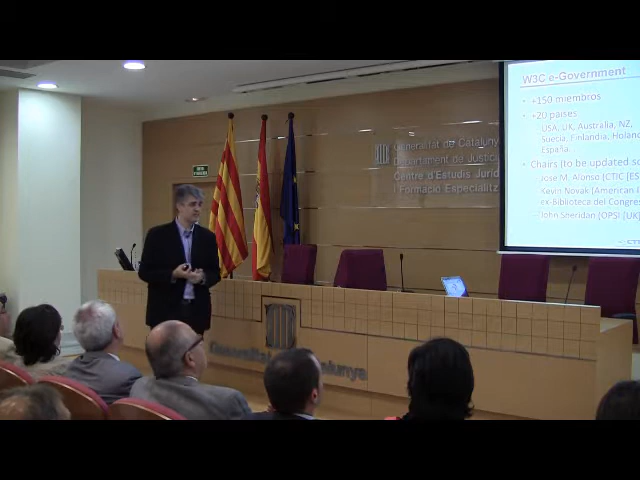 W3C e-Government
• +150 miembros
• +20 países
USA, UK, Australia, NZ,
Suecia, Finlandia, Holan
España,
• Chairs (to be updated so
– Jose M. Alonso (CTIC [ES
– Kevin Novak (American I
ex-Biblioteca del Congres
– John Sheridan (OPSI [UK]
CTIC
Generalitat de Catalunya
Departament de Justícia
Centre d'Estudis Jurídi
i Formació Especialitz
Generalitat de Catalunya